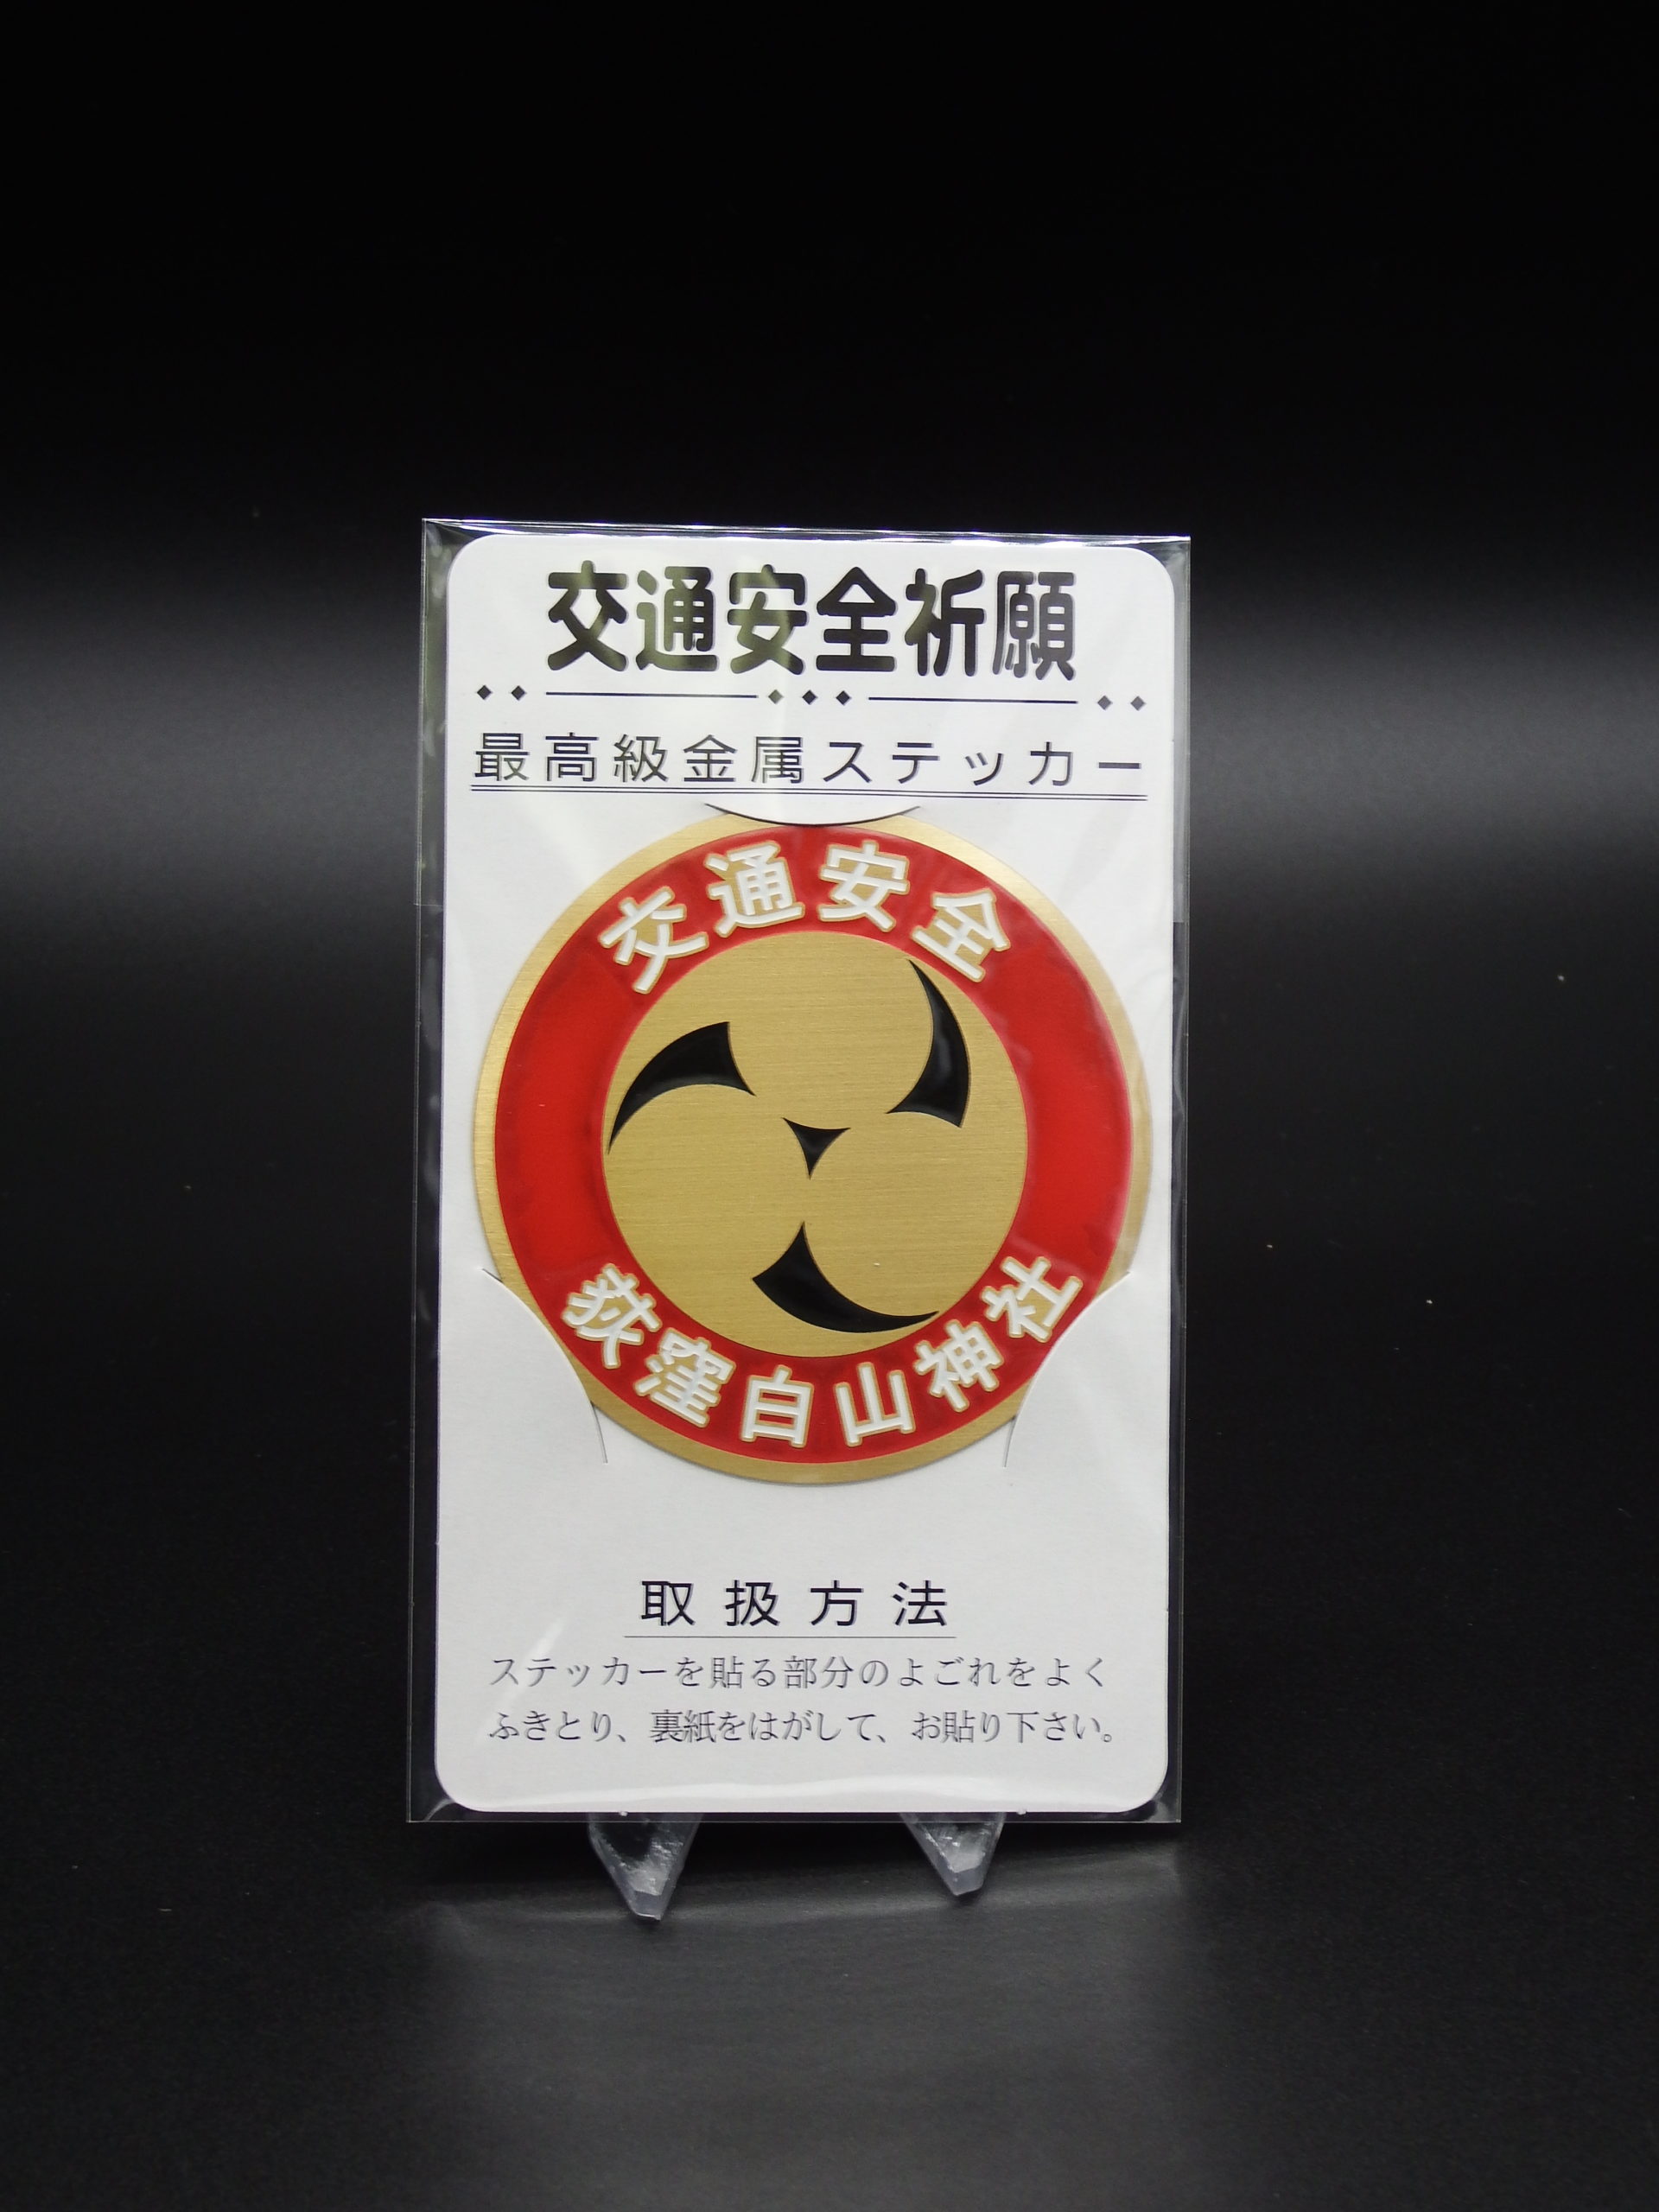 交通安全祈願
最高級金属ステッカー
交通安全
荻窪白山神社
取扱方法
ステッカーを貼る部分のよごれをよく
ふきとり、裏紙をはがして、お貼り下さい。